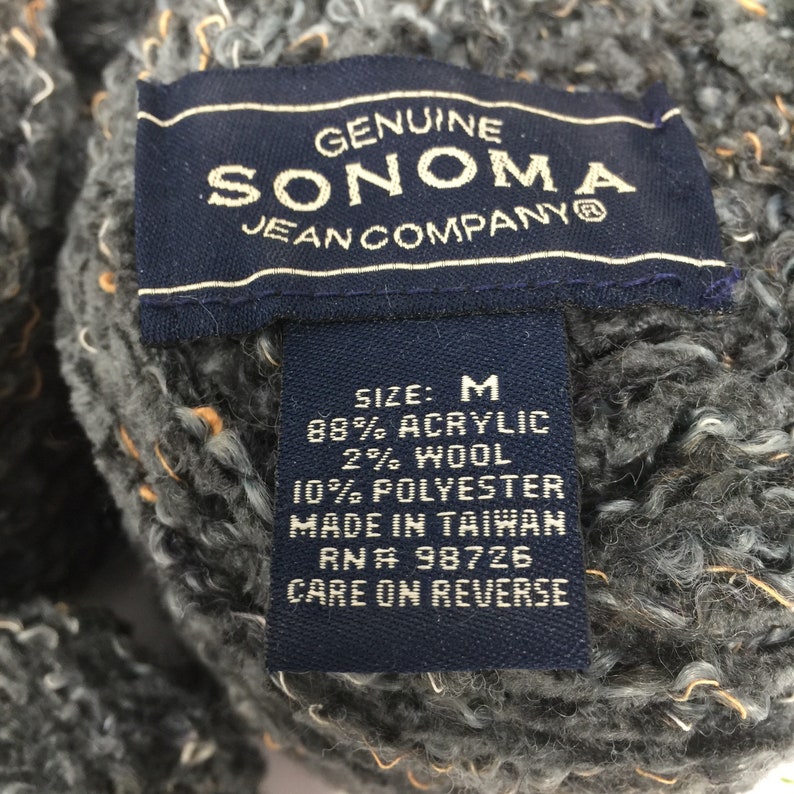 GENUINE
SONOMA
JEAN COMPANY®
SIZE: M
88% ACRYLIC
2% WOOL
10% POLYESTER
MADE IN TAIWAN
RN# 98726
CARE ON REVERSE